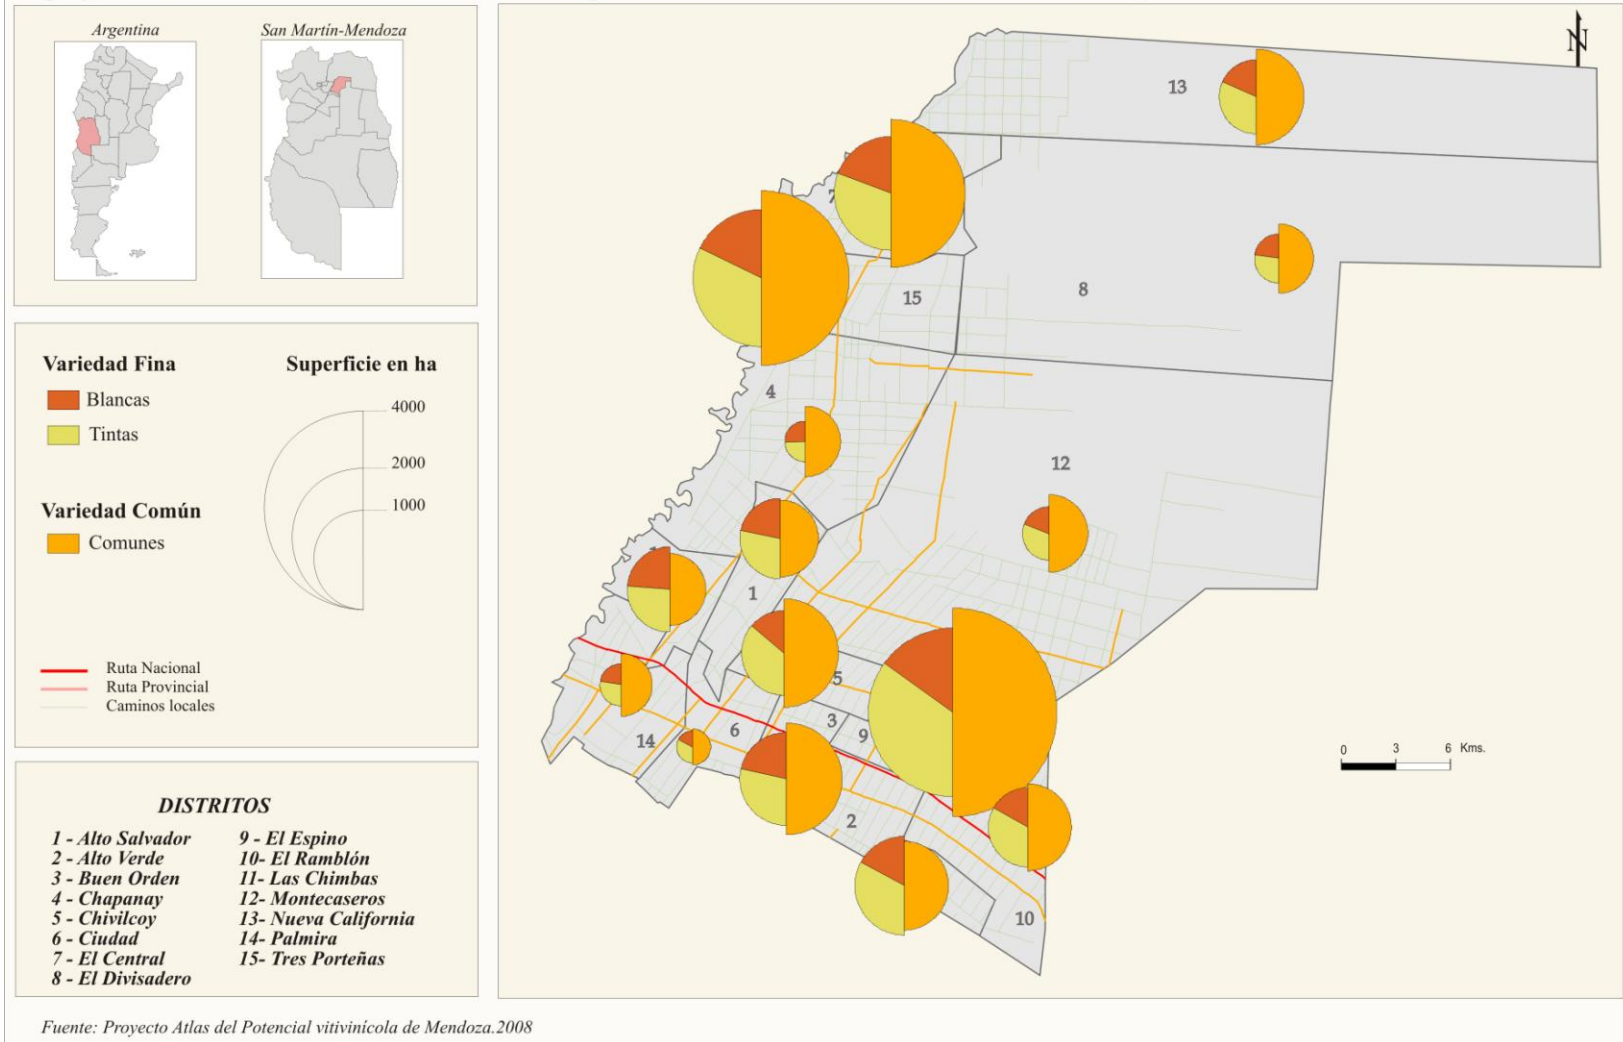 Argentina
San Martín-Mendoza
N
Variedad Fina
Blancas
Tintas
Variedad Común
Comunes
Superficie en ha
4000
2000
1000
Ruta Nacional
Ruta Provincial
Caminos locales
DISTRITOS
1 - Alto Salvador
2 - Alto Verde
3 - Buen Orden
4 - Chapanay
5 - Chivilcoy
6 - Ciudad
7 - El Central
8 - El Divisadero
9 - El Espino
10- El Ramblón
11- Las Chimbas
12- Montecaseros
13- Nueva California
14- Palmira
15- Tres Porteñas
13
7
15
8
4
12
1
5
3
6
9
14
2
10
0 3 6 Kms.
Fuente: Proyecto Atlas del Potencial vitivinícola de Mendoza.2008